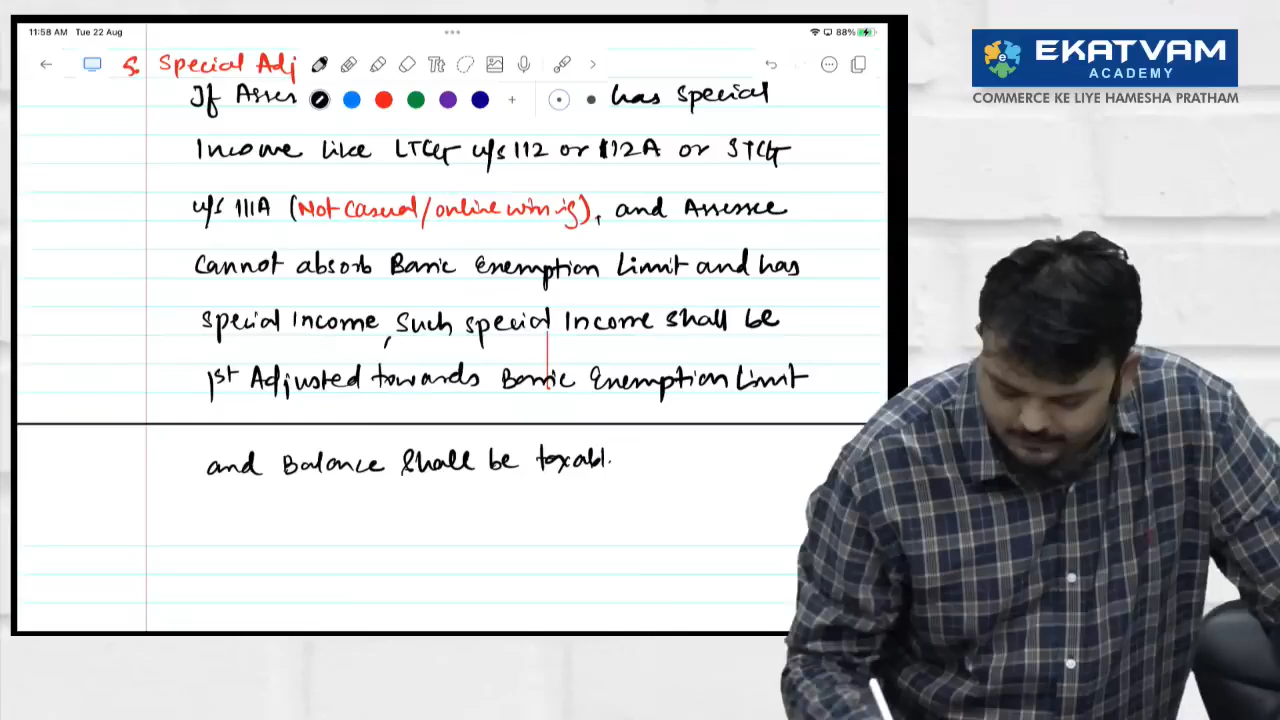 11:58 AM Tue 22 Aug
88%
EKATVAM
ACADEMY
COMMERCE KE LIYE HAMESHA PRATHAM
Special Adj
If Asses has special
Income like LTCG u/s 112 or 112A or STCG
u/s 111A (Not casual/online winig), and Assesse
cannot absorb Basic Exemption Limit and has
special Income, such special Income shall be
1st Adjusted towards Basic Exemption Limit
and Balance shall be taxabl